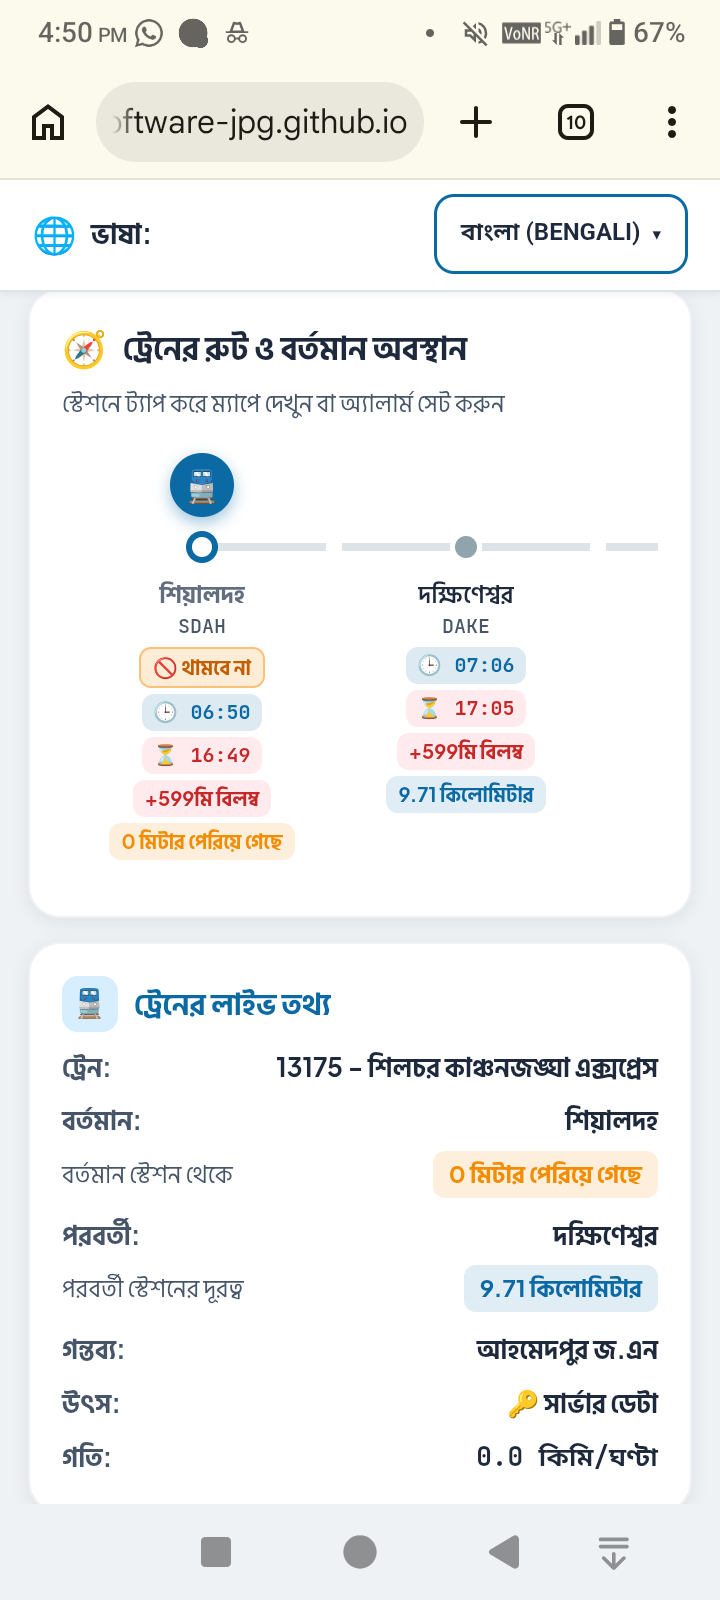 4:50 PM VoNR 5G+ 67%
oftware-jpg.github.io 10
ভাষা: বাংলা (BENGALI) ▾
ট্রেনের রুট ও বর্তমান অবস্থান
স্টেশনে ট্যাপ করে ম্যাপে দেখুন বা অ্যালার্ম সেট করুন
শিয়ালদহ
SDAH
থামবে না
06:50
16:49
+599মি বিলম্ব
0 মিটার পেরিয়ে গেছে
দক্ষিণেশ্বর
DAKE
07:06
17:05
+599মি বিলম্ব
9.71 কিলোমিটার
ট্রেনের লাইভ তথ্য
ট্রেন: 13175 – শিলচর কাঞ্চনজঙ্ঘা এক্সপ্রেস
বর্তমান: শিয়ালদহ
বর্তমান স্টেশন থেকে 0 মিটার পেরিয়ে গেছে
পরবর্তী: দক্ষিণেশ্বর
পরবর্তী স্টেশনের দূরত্ব 9.71 কিলোমিটার
গন্তব্য: আহমেদপুর জ.এন
উৎস: সার্ভার ডেটা
গতি: 0.0 কিমি/ঘণ্টা